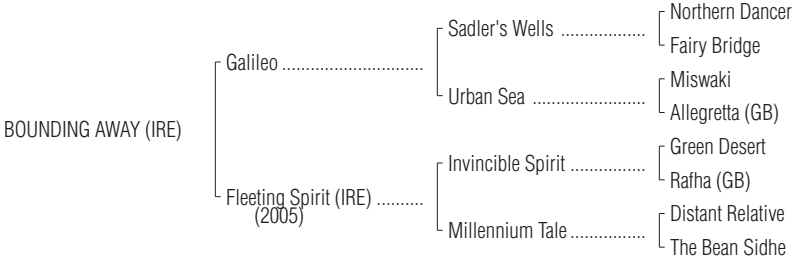 Northern Dancer
Sadler's Wells ...................
Fairy Bridge
Galileo ..............................
Miswaki
Urban Sea ........................
Allegretta (GB)
BOUNDING AWAY (IRE)
Green Desert
Invincible Spirit ................
Rafha (GB)
Fleeting Spirit (IRE) ..........
(2005)
Distant Relative
Millennium Tale ................
The Bean Sidhe